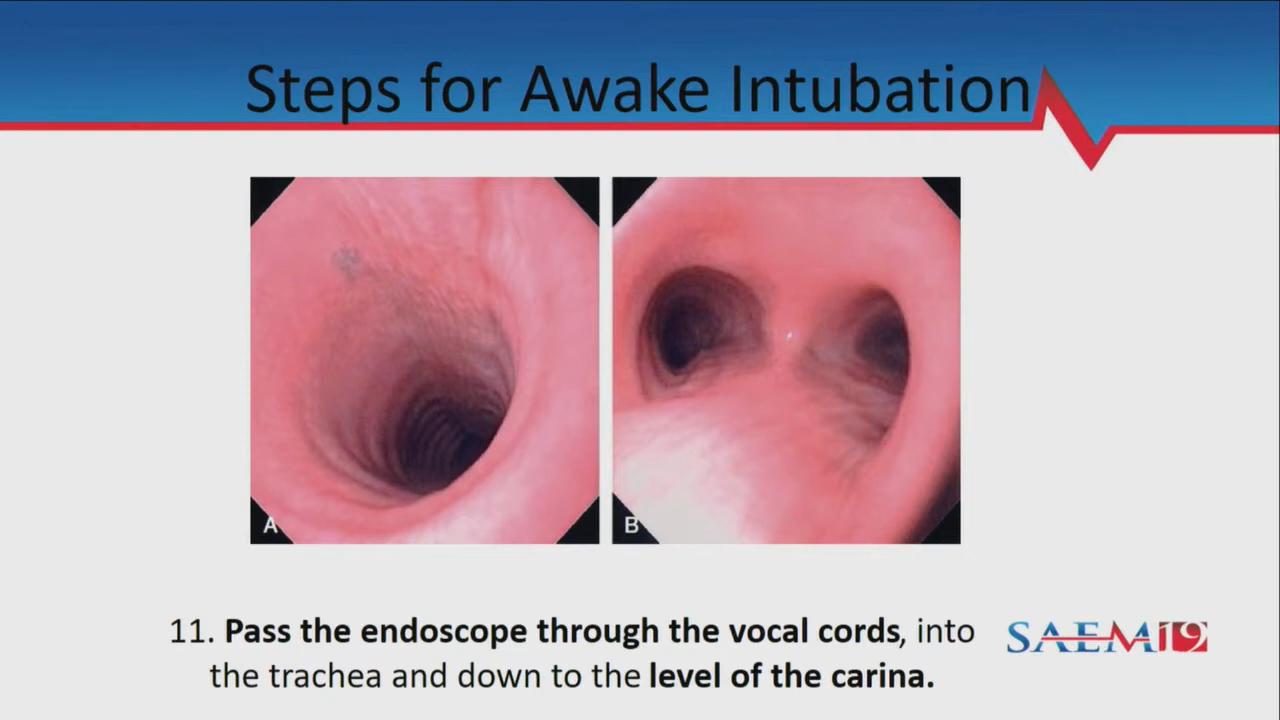 Steps for Awake Intubation
A
B
11. Pass the endoscope through the vocal cords, into
the trachea and down to the level of the carina.
SAEM19